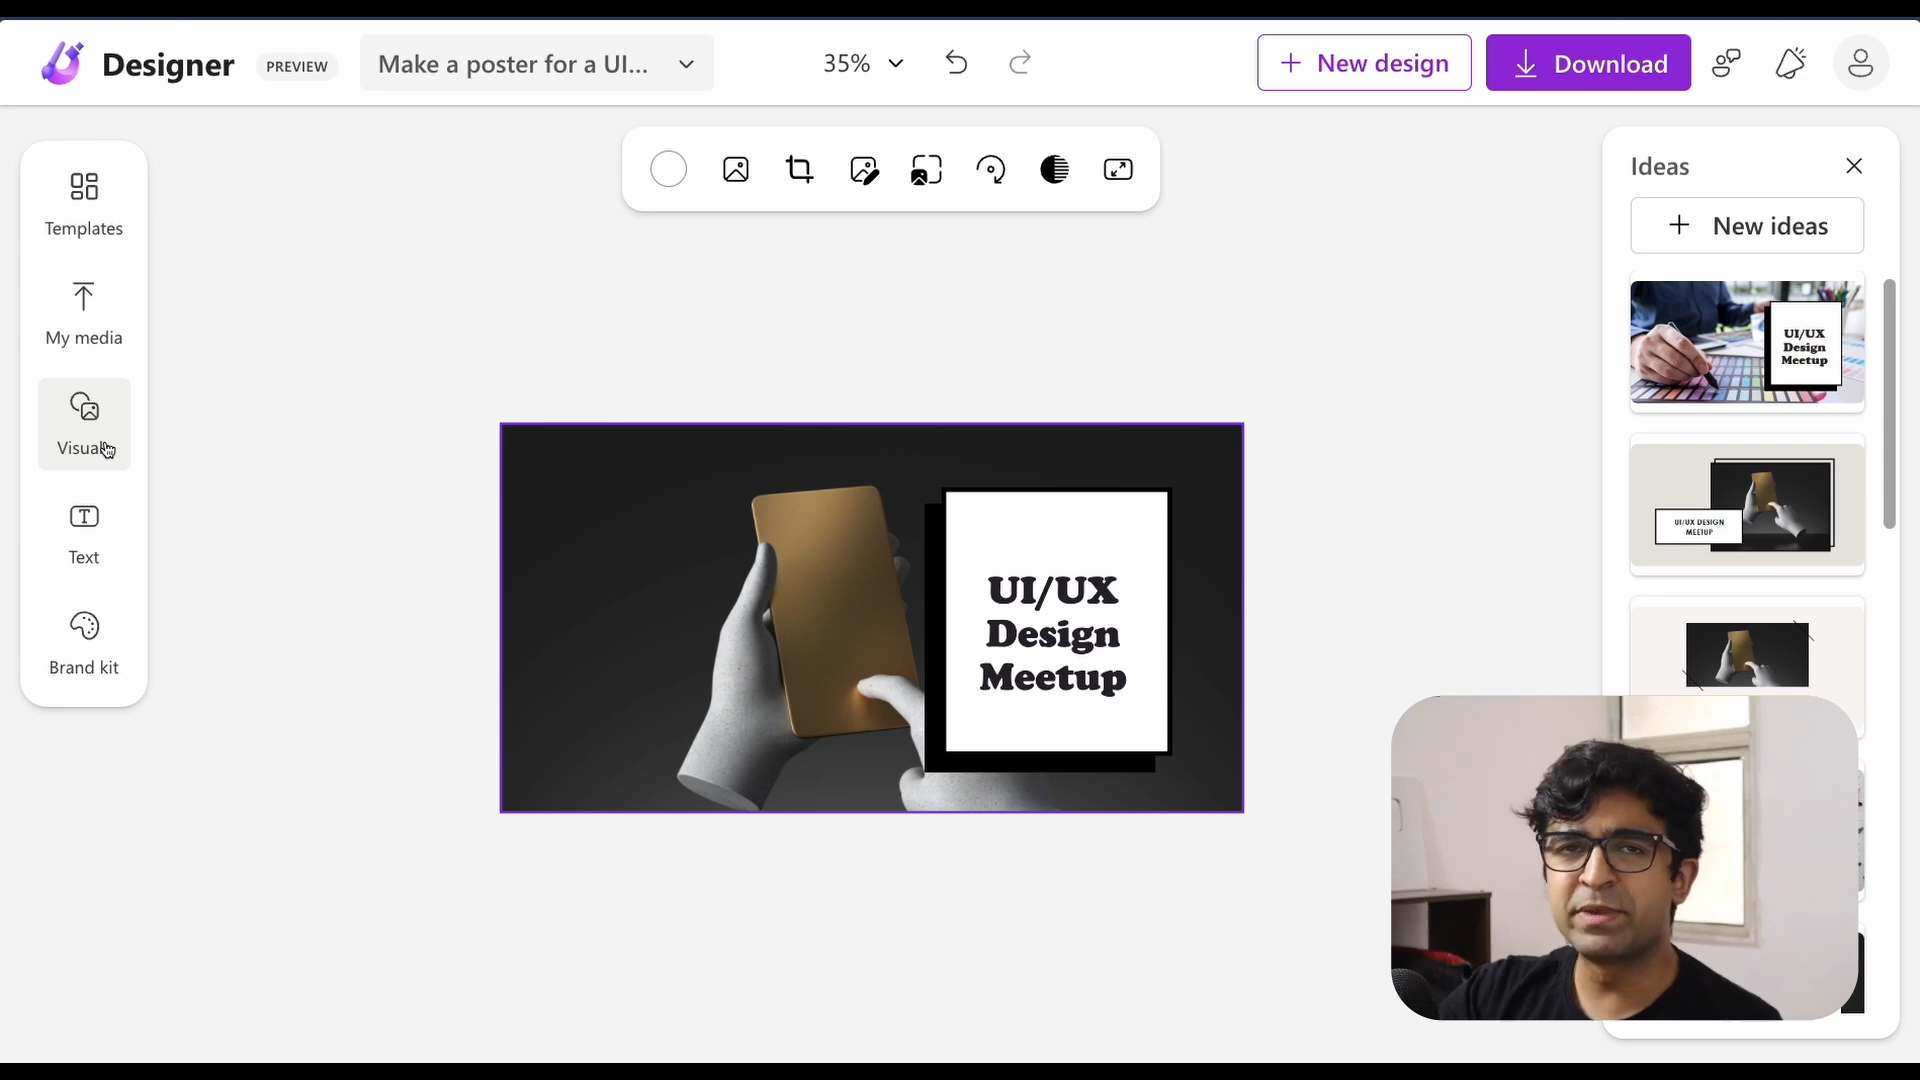 Designer
PREVIEW
Make a poster for a UI...
35%
New design
Download
Templates
My media
Visuals
Text
Brand kit
UI/UX
Design
Meetup
Ideas
New ideas
UI/UX
Design
Meetup
UI/UX DESIGN
MEETUP